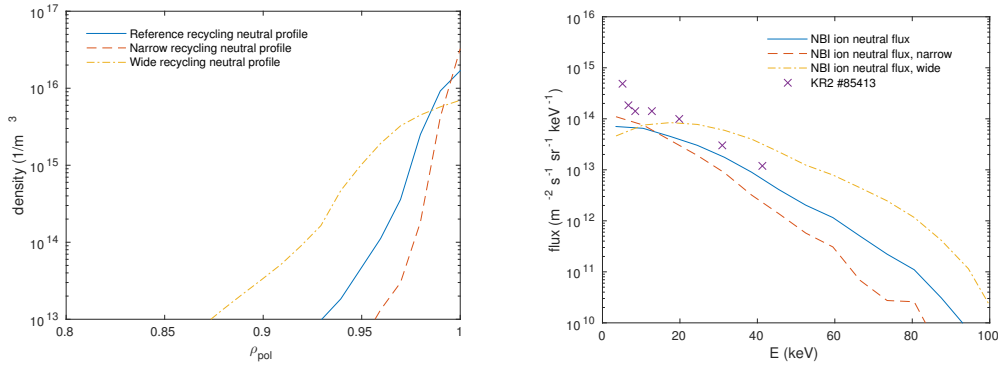 10^17
10^16
10^15
10^14
10^13
density (1/m^3)
0.8
0.85
0.9
0.95
1
ρ_pol
Reference recycling neutral profile
Narrow recycling neutral profile
Wide recycling neutral profile
10^16
10^15
10^14
10^13
10^12
10^11
10^10
flux (m^-2 s^-1 sr^-1 keV^-1)
0
20
40
60
80
100
E (keV)
NBI ion neutral flux
NBI ion neutral flux, narrow
NBI ion neutral flux, wide
KR2 #85413